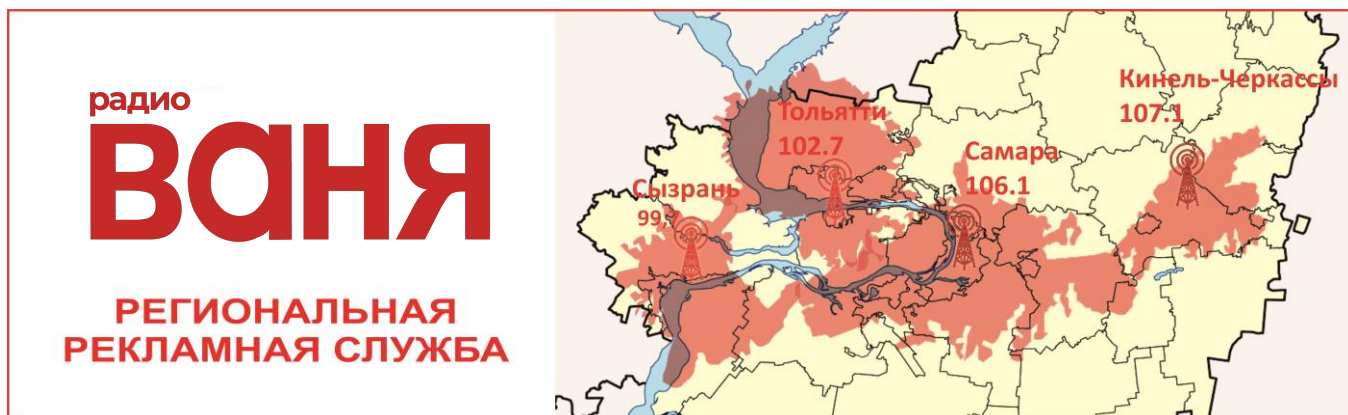 радио
ВАНЯ
РЕГИОНАЛЬНАЯ
РЕКЛАМНАЯ СЛУЖБА
Сызрань
Тольятти
102.7
Самара
106.1
Кинель-Черкассы
107.1